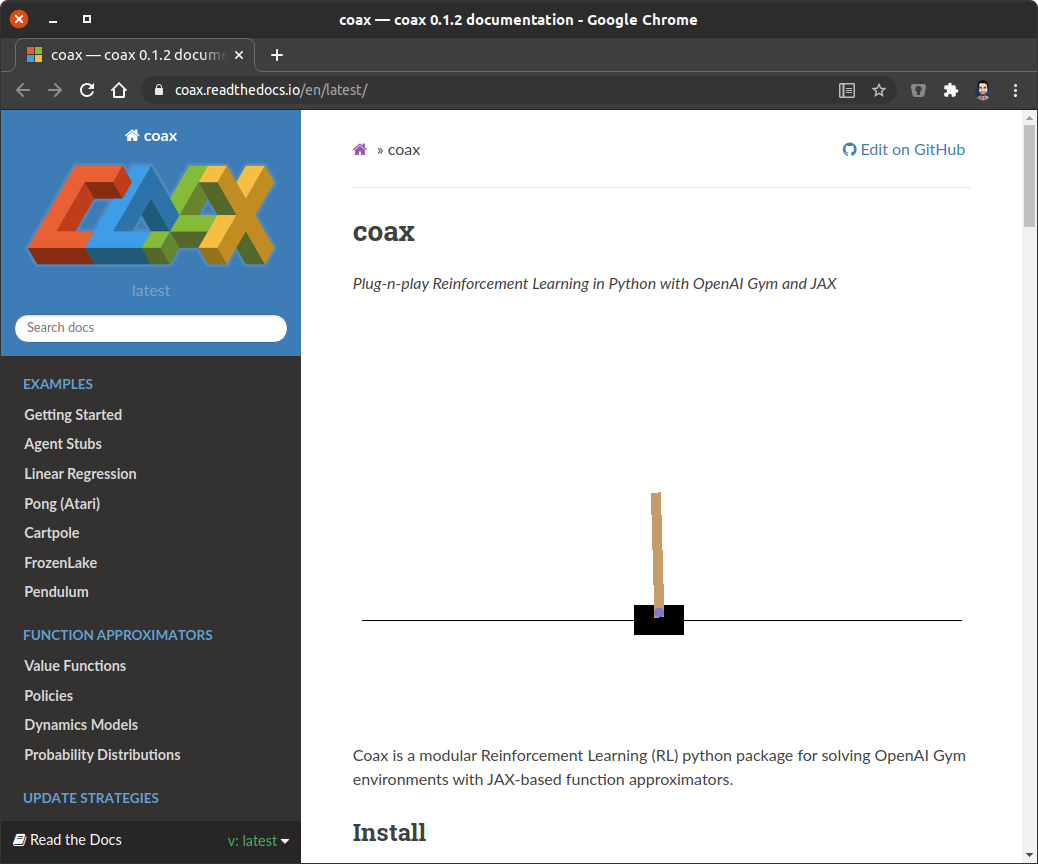 coax — coax 0.1.2 documentation - Google Chrome
coax — coax 0.1.2 docume
coax.readthedocs.io/en/latest/
coax
COAX
latest
Search docs
EXAMPLES
Getting Started
Agent Stubs
Linear Regression
Pong (Atari)
Cartpole
FrozenLake
Pendulum
FUNCTION APPROXIMATORS
Value Functions
Policies
Dynamics Models
Probability Distributions
UPDATE STRATEGIES
Read the Docs
v: latest
» coax
Edit on GitHub
coax
Plug-n-play Reinforcement Learning in Python with OpenAI Gym and JAX
Coax is a modular Reinforcement Learning (RL) python package for solving OpenAI Gym
environments with JAX-based function approximators.
Install